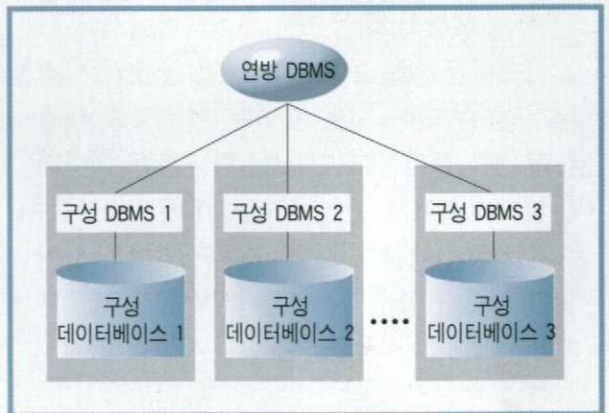 연방 DBMS
구성 DBMS 1
구성 DBMS 2
구성 DBMS 3
구성
데이터베이스 1
구성
데이터베이스 2
....
구성
데이터베이스 3